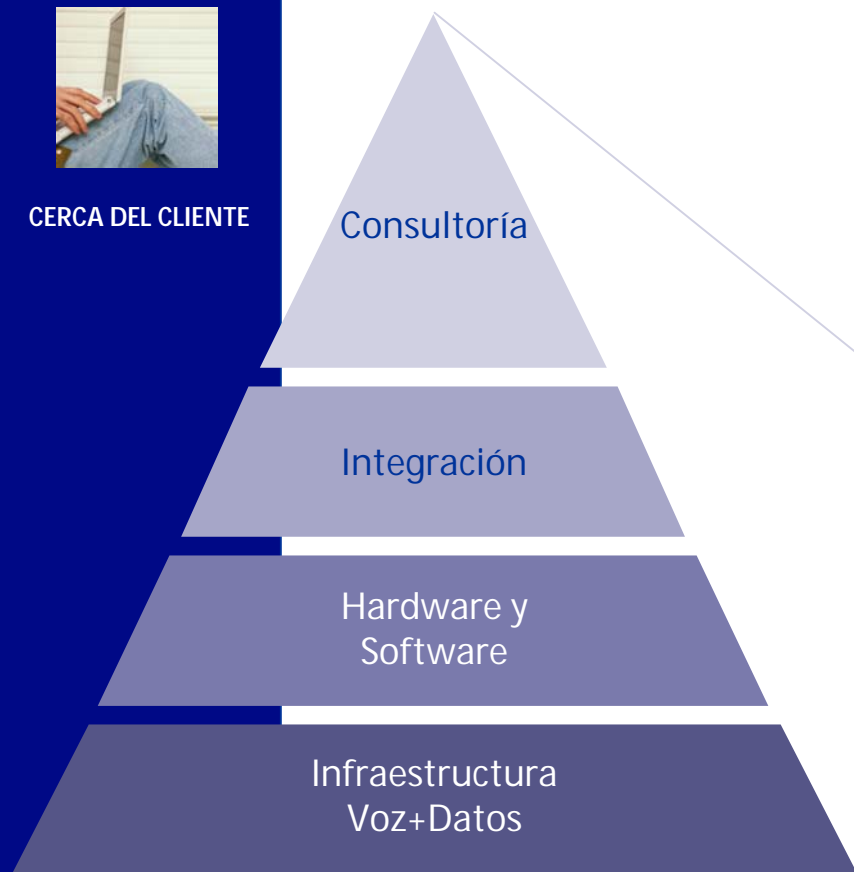 CERCA DEL CLIENTE
Consultoría
Integración
Hardware y
Software
Infraestructura
Voz+Datos